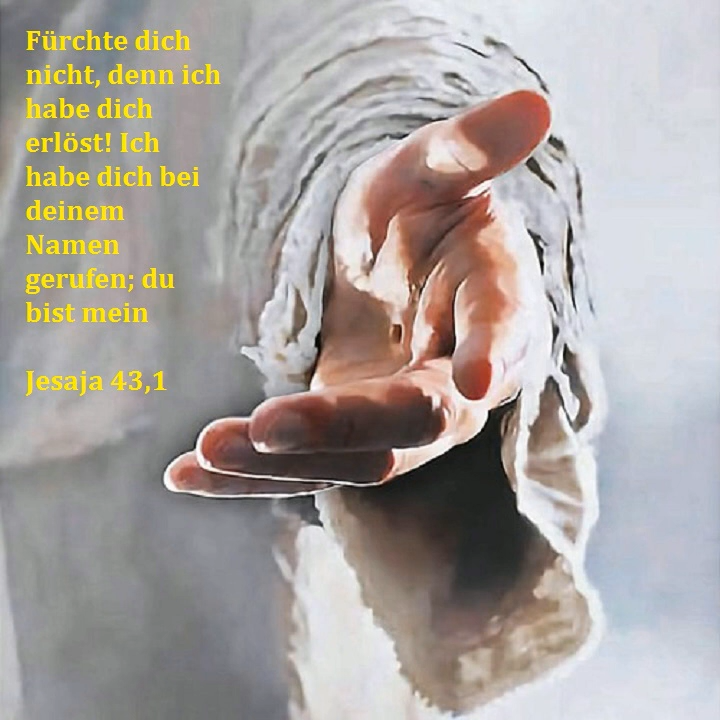 Fürchte dich
nicht, denn ich
habe dich
erlöst! Ich
habe dich bei
deinem
Namen
gerufen; du
bist mein
Jesaja 43,1